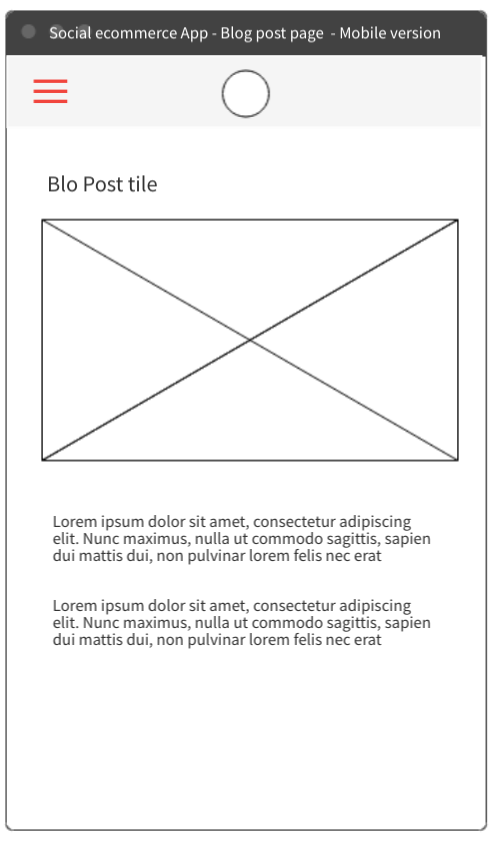 Social ecommerce App - Blog post page - Mobile version
Blo Post tile
Lorem ipsum dolor sit amet, consectetur adipiscing
elit. Nunc maximus, nulla ut commodo sagittis, sapien
dui mattis dui, non pulvinar lorem felis nec erat
Lorem ipsum dolor sit amet, consectetur adipiscing
elit. Nunc maximus, nulla ut commodo sagittis, sapien
dui mattis dui, non pulvinar lorem felis nec erat